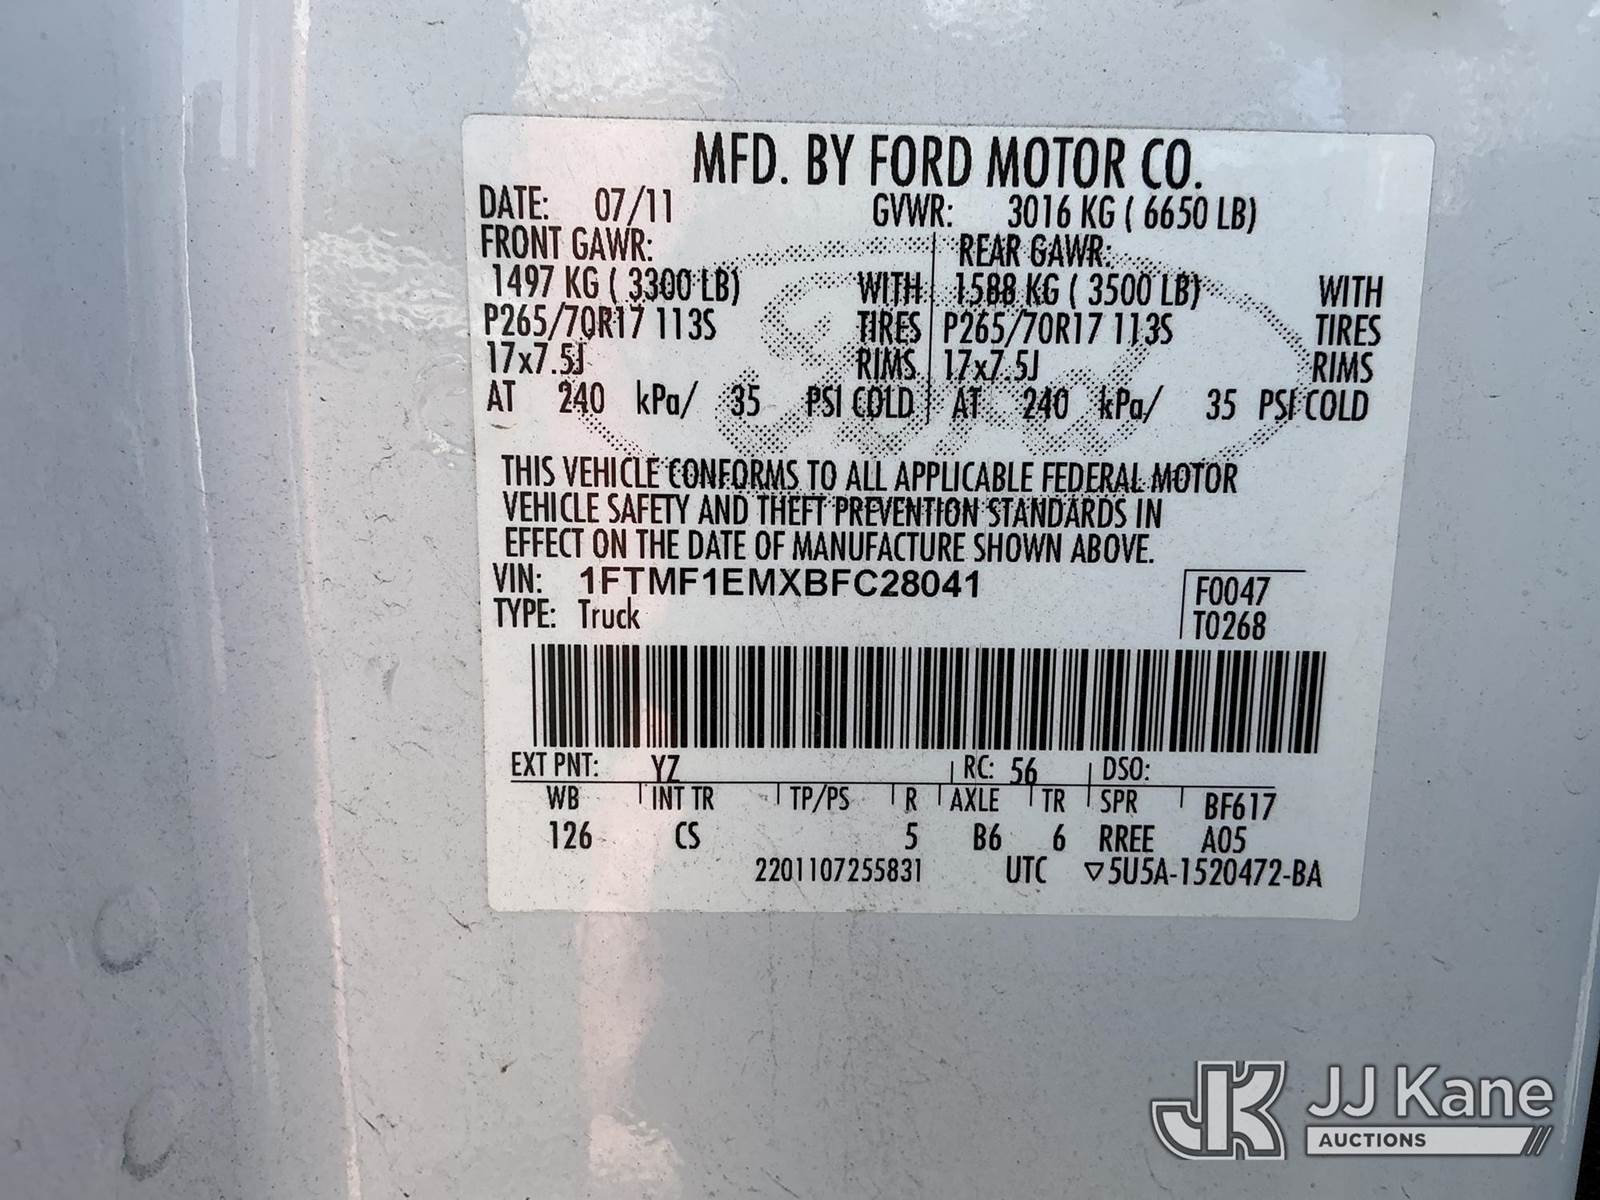 MFD. BY FORD MOTOR CO.
DATE: 07/11 GVWR: 3016 KG ( 6650 LB)
FRONT GAWR: REAR GAWR:
1497 KG ( 3300 LB) WITH 1588 KG ( 3500 LB) WITH
P265/70R17 113S TIRES P265/70R17 113S TIRES
17x7.5J RIMS 17x7.5J RIMS
AT 240 kPa/ 35 PSI COLD AT 240 kPa/ 35 PSI COLD
THIS VEHICLE CONFORMS TO ALL APPLICABLE FEDERAL MOTOR
VEHICLE SAFETY AND THEFT PREVENTION STANDARDS IN
EFFECT ON THE DATE OF MANUFACTURE SHOWN ABOVE.
VIN: 1FTMF1EMXBFC28041 F0047
TYPE: Truck T0268
EXT PNT: YZ RC: 56 DSO:
WB INT TR TP/PS R AXLE TR SPR BF617
126 CS 5 B6 6 RREE A05
2201107255831 UTC ▽5U5A-1520472-BA
Ford
JK JJ Kane
AUCTIONS